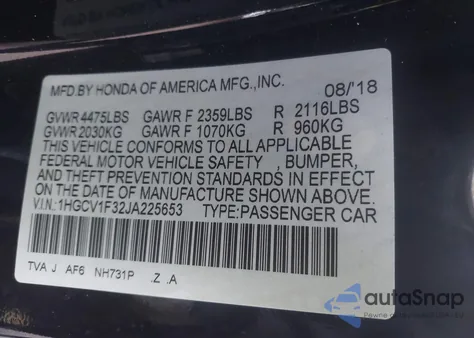 MFD.BY HONDA OF AMERICA MFG.,INC. 08/'18
GVWR 4475LBS GAWR F 2359LBS R 2116LBS
GVWR 2030KG GAWR F 1070KG R 960KG
THIS VEHICLE CONFORMS TO ALL APPLICABLE
FEDERAL MOTOR VEHICLE SAFETY , BUMPER,
AND THEFT PREVENTION STANDARDS IN EFFECT
ON THE DATE OF MANUFACTURE SHOWN ABOVE.
V.I.N.:1HGCV1F32JA225653 TYPE:PASSENGER CAR
TVA J AF6 NH731P .Z .A
autoSnap